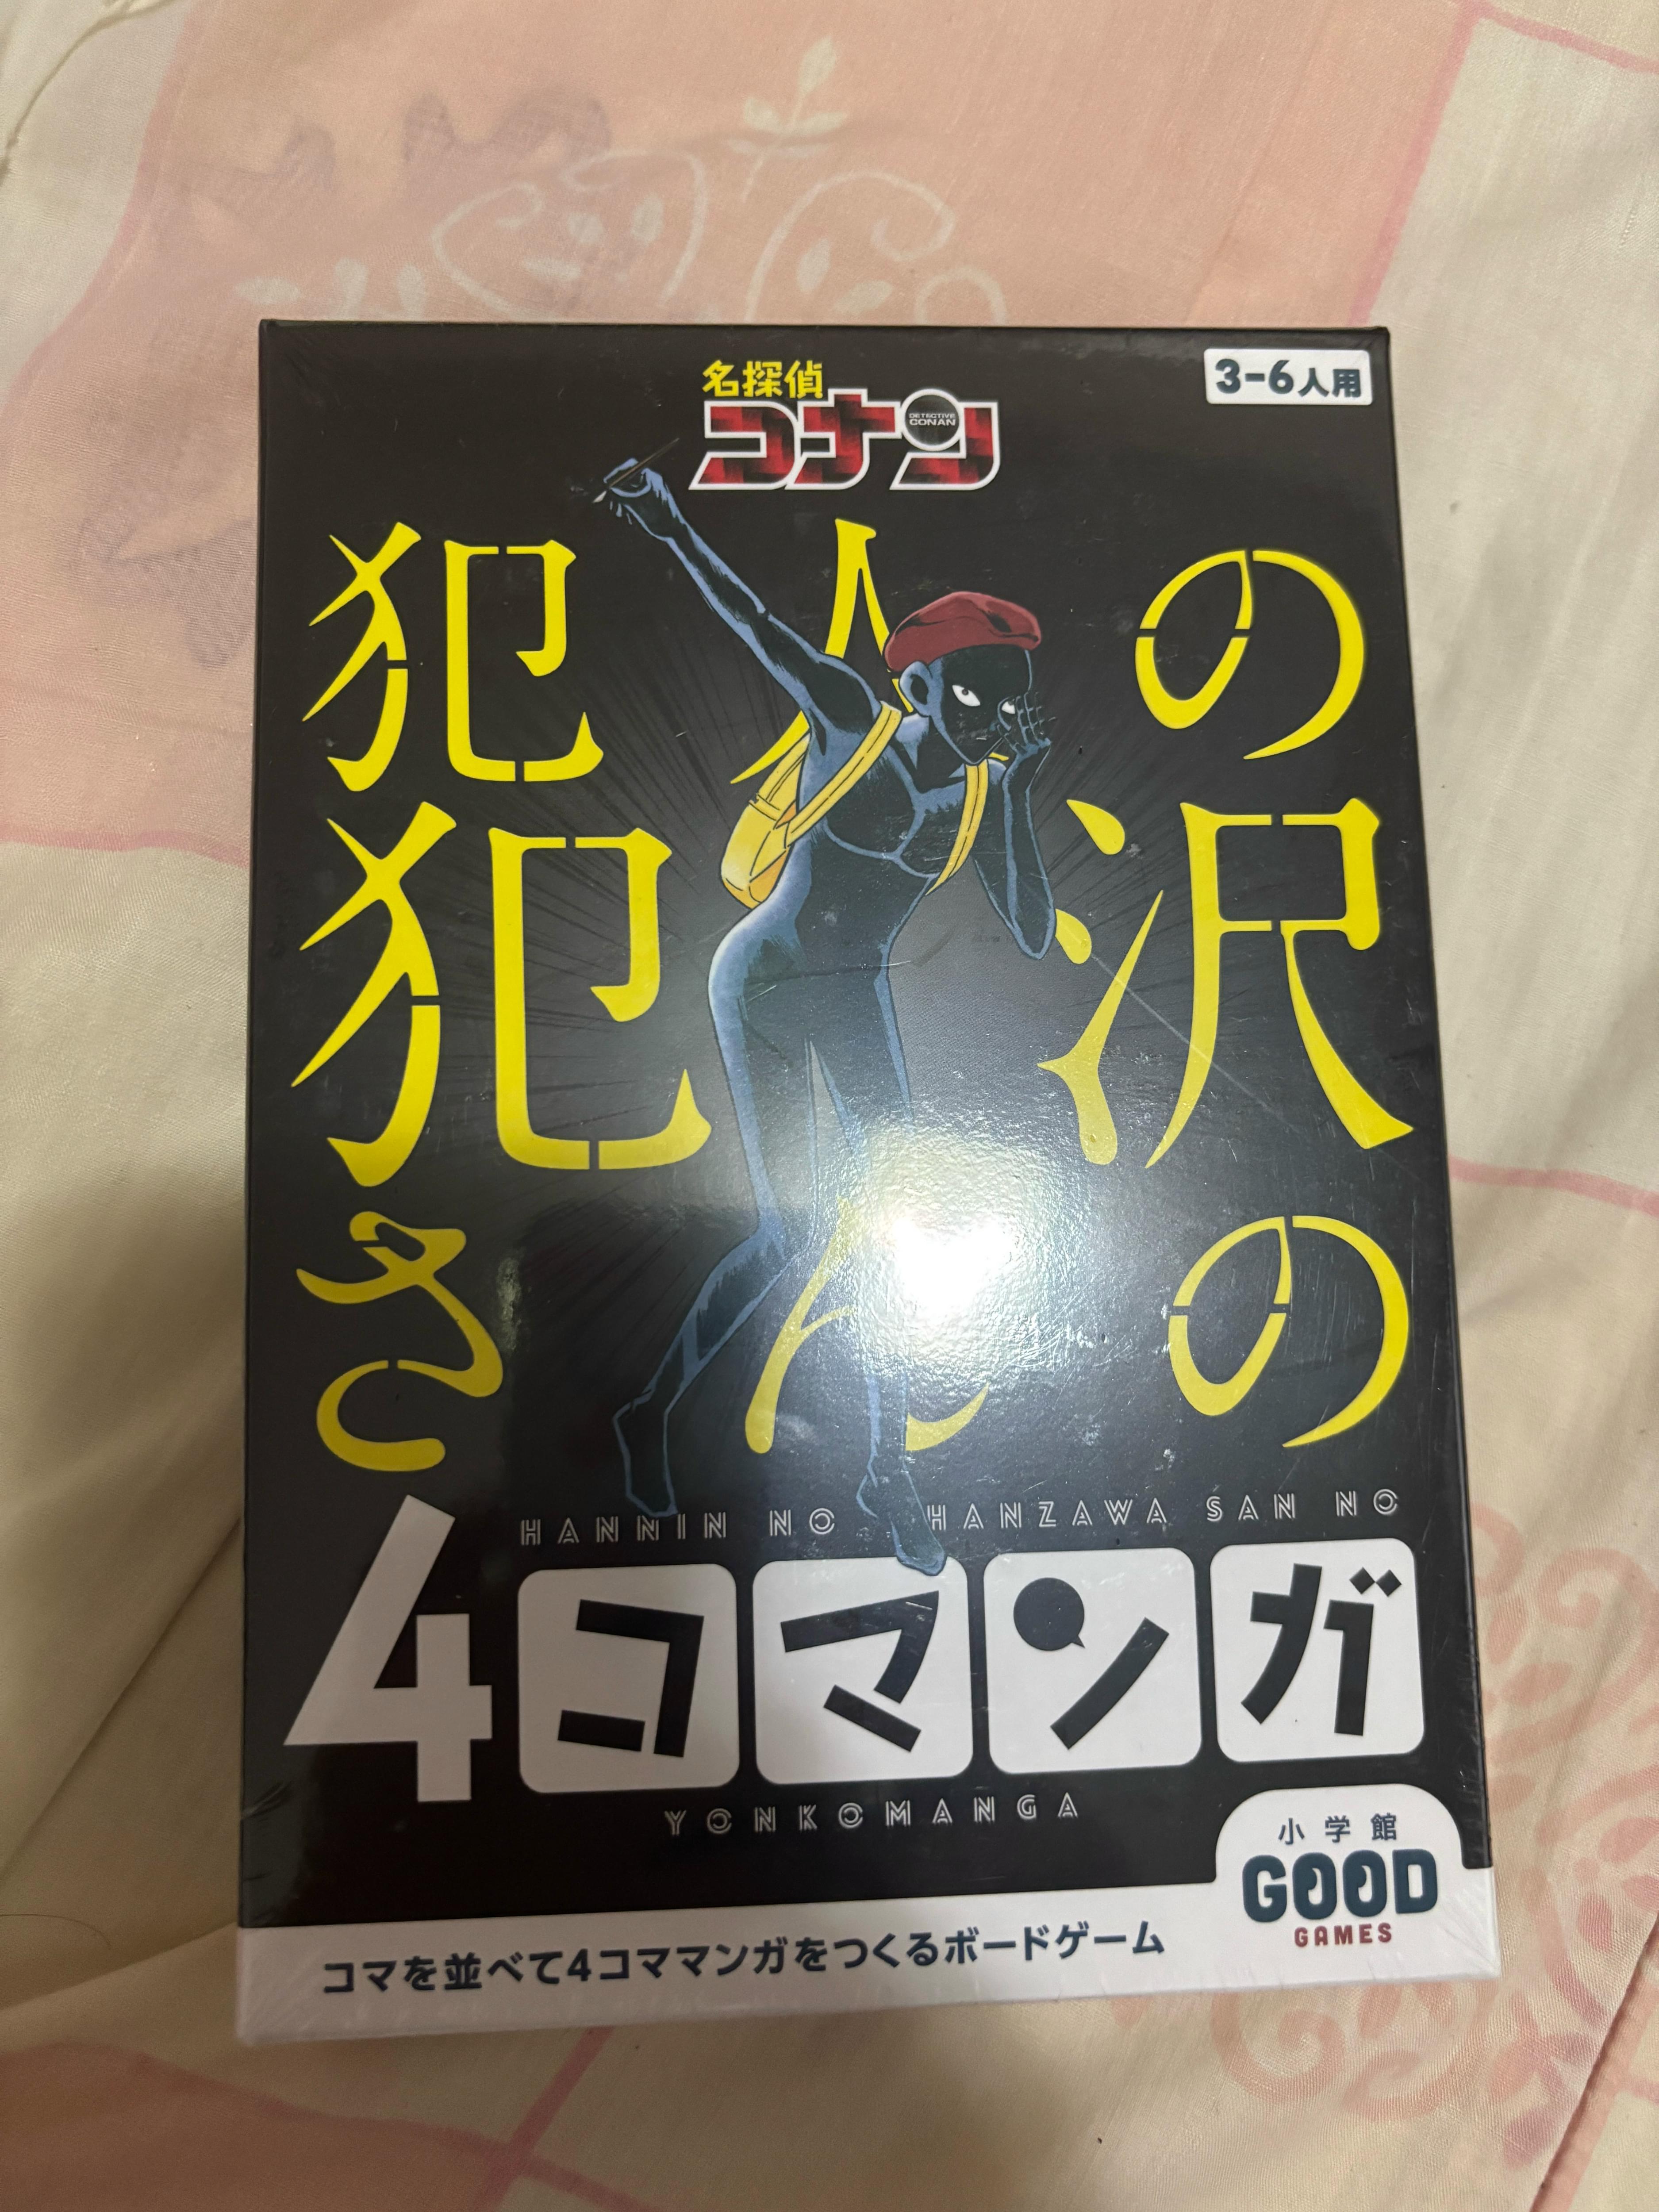 名探偵
コナン
DETECTIVE
CONAN
3-6人用
犯人の
犯沢
さんの
HANNIN NO HANZAWA SAN NO
4コマンガ
YONKOMANGA
小学館
GOOD
GAMES
コマを並べて4コママンガをつくるボードゲーム